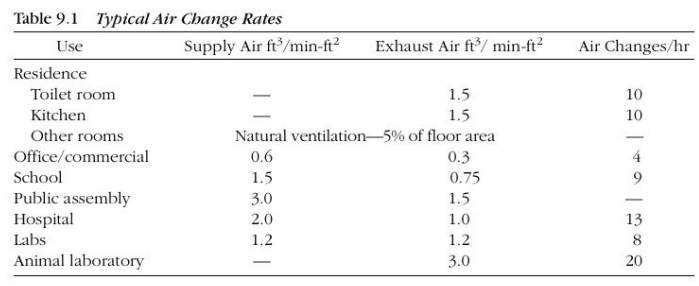 Table 9.1 Typical Air Change Rates
Use Supply Air ft³/min-ft² Exhaust Air ft³/ min-ft² Air Changes/hr
Residence
Toilet room — 1.5 10
Kitchen — 1.5 10
Other rooms Natural ventilation—5% of floor area —
Office/commercial 0.6 0.3 4
School 1.5 0.75 9
Public assembly 3.0 1.5 —
Hospital 2.0 1.0 13
Labs 1.2 1.2 8
Animal laboratory — 3.0 20